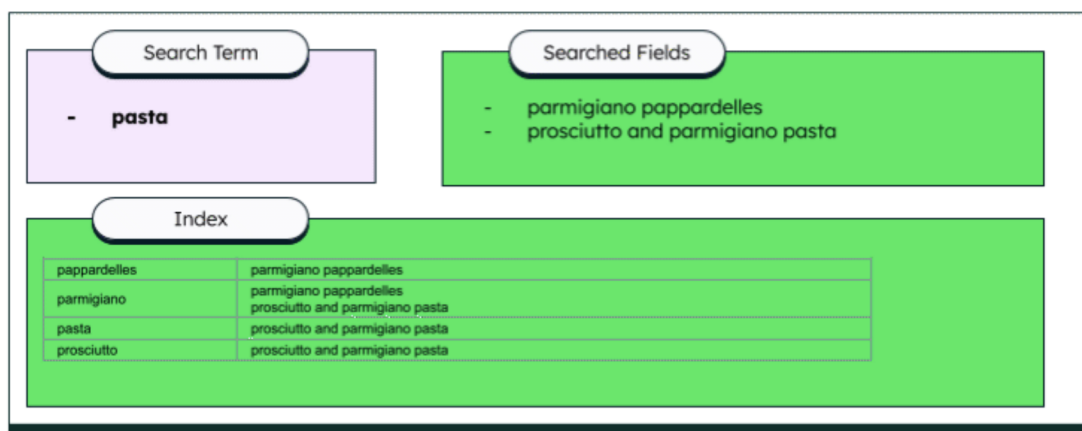 Search Term
- pasta
Searched Fields
- parmigiano pappardelles
- prosciutto and parmigiano pasta
Index
pappardelles parmigiano pappardelles
parmigiano parmigiano pappardelles
prosciutto and parmigiano pasta
pasta prosciutto and parmigiano pasta
prosciutto prosciutto and parmigiano pasta